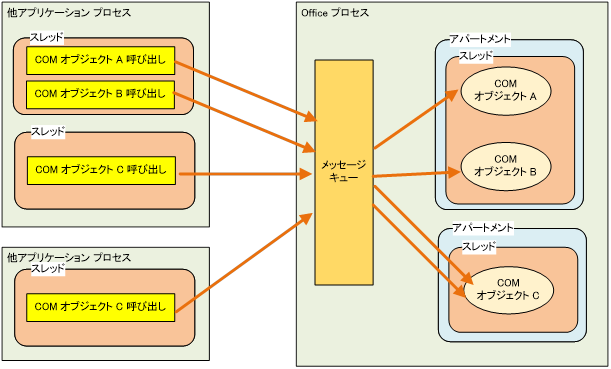 他アプリケーション プロセス
スレッド
COM オブジェクト A 呼び出し
COM オブジェクト B 呼び出し
スレッド
COM オブジェクト C 呼び出し
他アプリケーション プロセス
スレッド
COM オブジェクト C 呼び出し
Office プロセス
メッセージ
キュー
アパートメント
スレッド
COM
オブジェクト A
COM
オブジェクト B
アパートメント
スレッド
COM
オブジェクト C